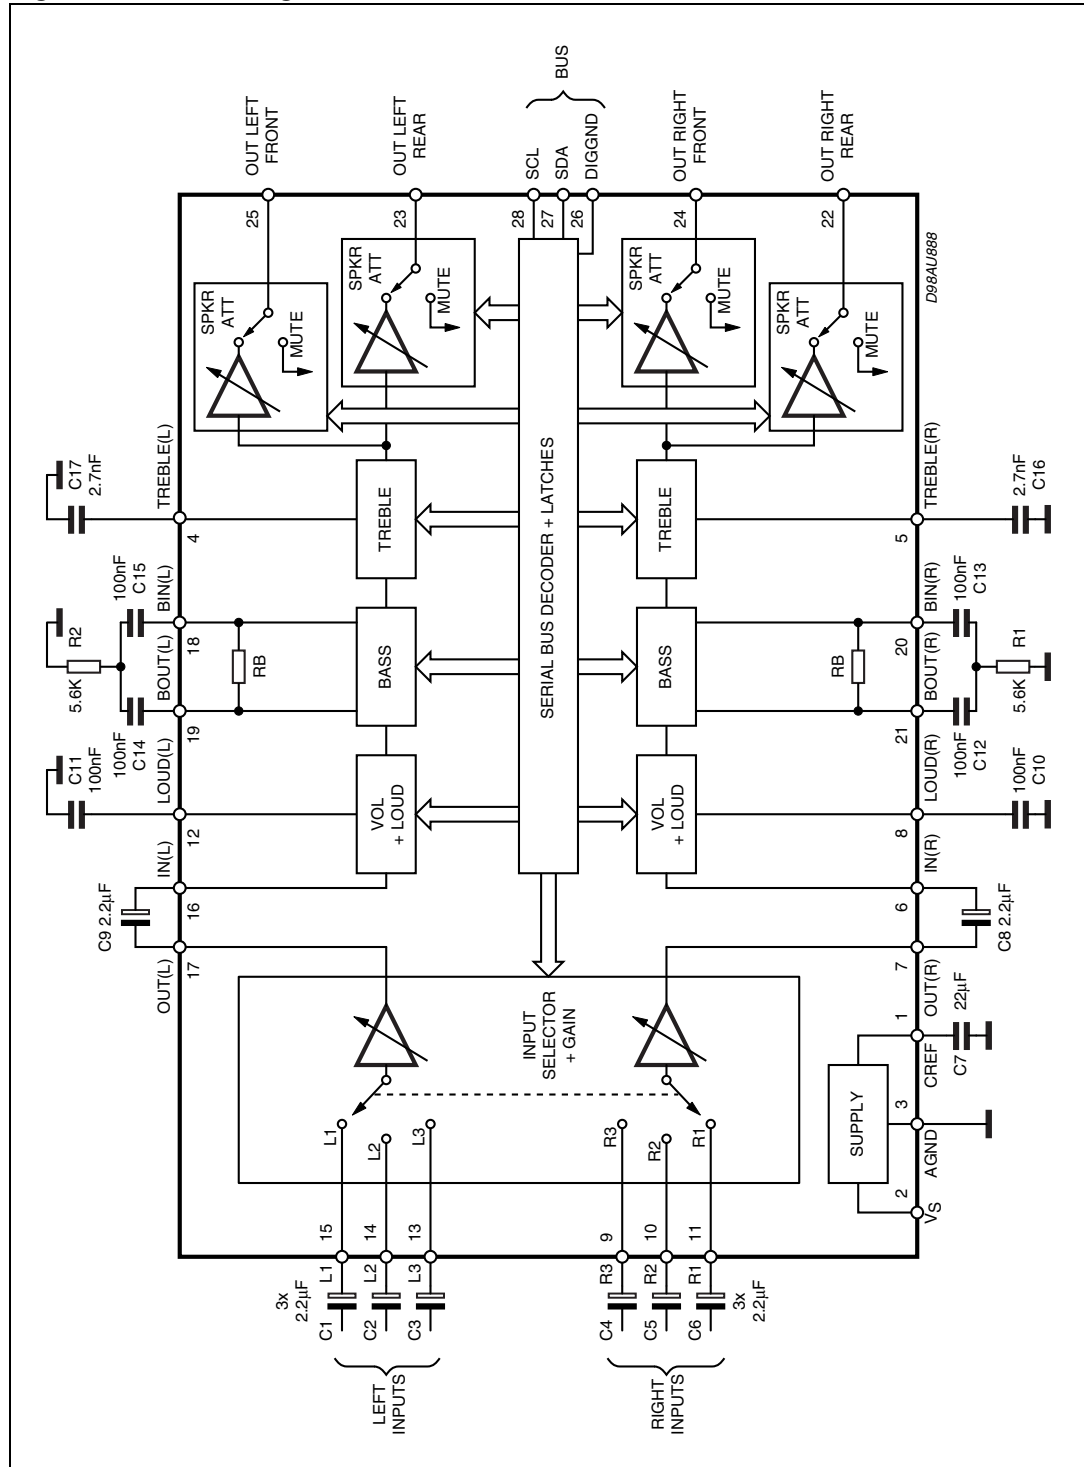 C9 2.2µF
C11
100nF
100nF
C14
5.6K
R2
100nF
C15
C17
2.7nF
OUT(L)
IN(L)
LOUD(L)
BOUT(L)
BIN(L)
TREBLE(L)
17
16
12
19
18
4
25
OUT LEFT
FRONT
RB
SPKR
ATT
MUTE
LEFT
INPUTS
3x
2.2µF
C1
L1
15
L1
C2
L2
14
L2
C3
L3
13
L3
VOL
+ LOUD
BASS
TREBLE
SPKR
ATT
MUTE
23
OUT LEFT
REAR
INPUT
SELECTOR
+ GAIN
SERIAL BUS DECODER + LATCHES
28
SCL
27
SDA
26
DIGGND
BUS
RIGHT
INPUTS
C4
R3
9
R3
C5
R2
10
R2
C6
R1
11
R1
3x
2.2µF
VOL
+ LOUD
BASS
TREBLE
SPKR
ATT
MUTE
24
OUT RIGHT
FRONT
RB
SPKR
ATT
MUTE
22
OUT RIGHT
REAR
SUPPLY
2
3
1
7
6
8
21
20
5
VS
AGND
CREF
OUT(R)
IN(R)
LOUD(R)
BOUT(R)
BIN(R)
TREBLE(R)
D98AU888
C7
22µF
C8 2.2µF
100nF
C10
100nF
C12
5.6K
R1
100nF
C13
2.7nF
C16